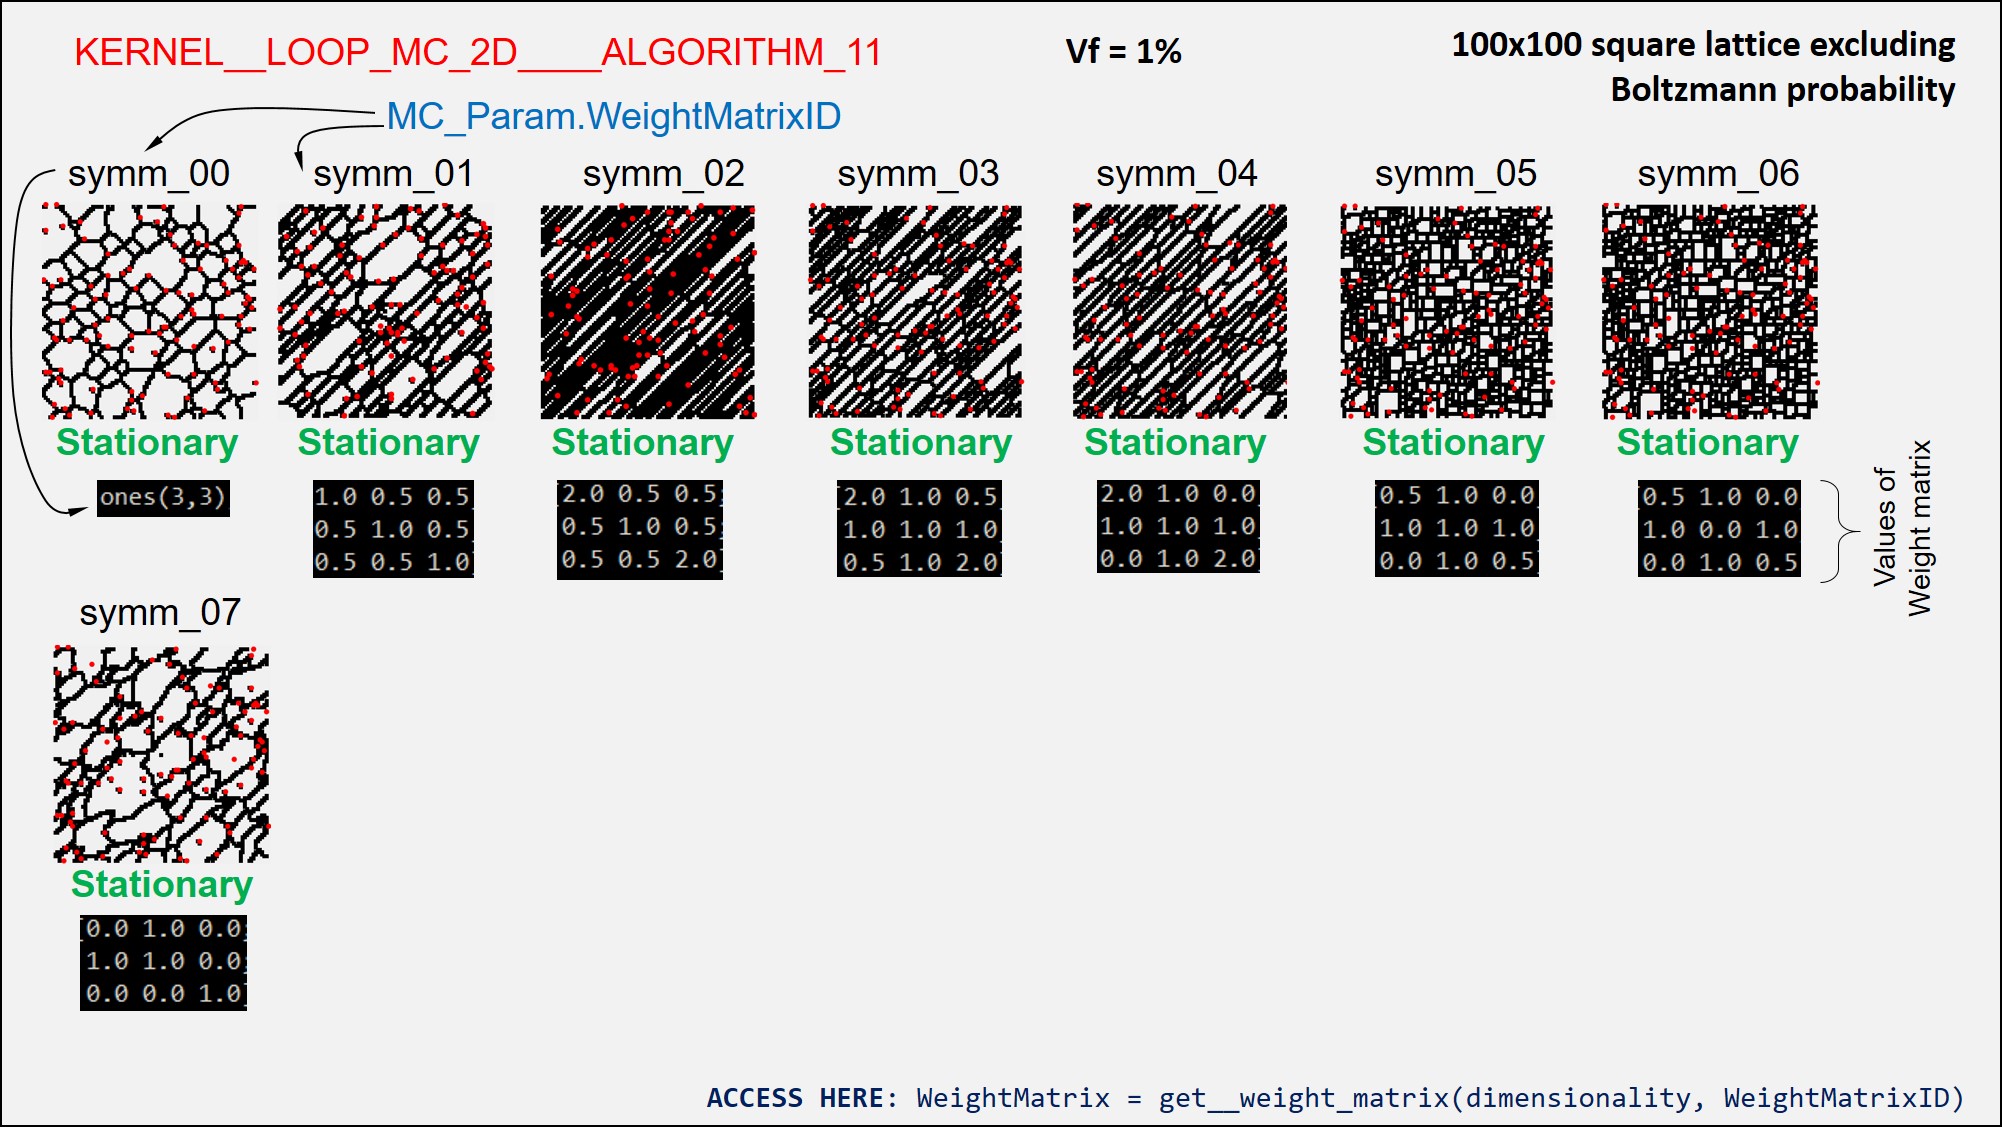 KERNEL__LOOP_MC_2D____ALGORITHM_11
Vf = 1%
100x100 square lattice excluding
Boltzmann probability
MC_Param.WeightMatrixID
symm_00
symm_01
symm_02
symm_03
symm_04
symm_05
symm_06
Stationary
Stationary
Stationary
Stationary
Stationary
Stationary
Stationary
ones(3,3)
1.0 0.5 0.5
0.5 1.0 0.5
0.5 0.5 1.0
2.0 0.5 0.5;
0.5 1.0 0.5;
0.5 0.5 2.0]
[2.0 1.0 0.5
1.0 1.0 1.0
0.5 1.0 2.0]
2.0 1.0 0.0
1.0 1.0 1.0
0.0 1.0 2.0]
[0.5 1.0 0.0
1.0 1.0 1.0
0.0 1.0 0.5]
[0.5 1.0 0.0
1.0 0.0 1.0
0.0 1.0 0.5
Values of
Weight matrix
symm_07
Stationary
[0.0 1.0 0.0;
1.0 1.0 0.0;
0.0 0.0 1.0]
ACCESS HERE: WeightMatrix = get__weight_matrix(dimensionality, WeightMatrixID)